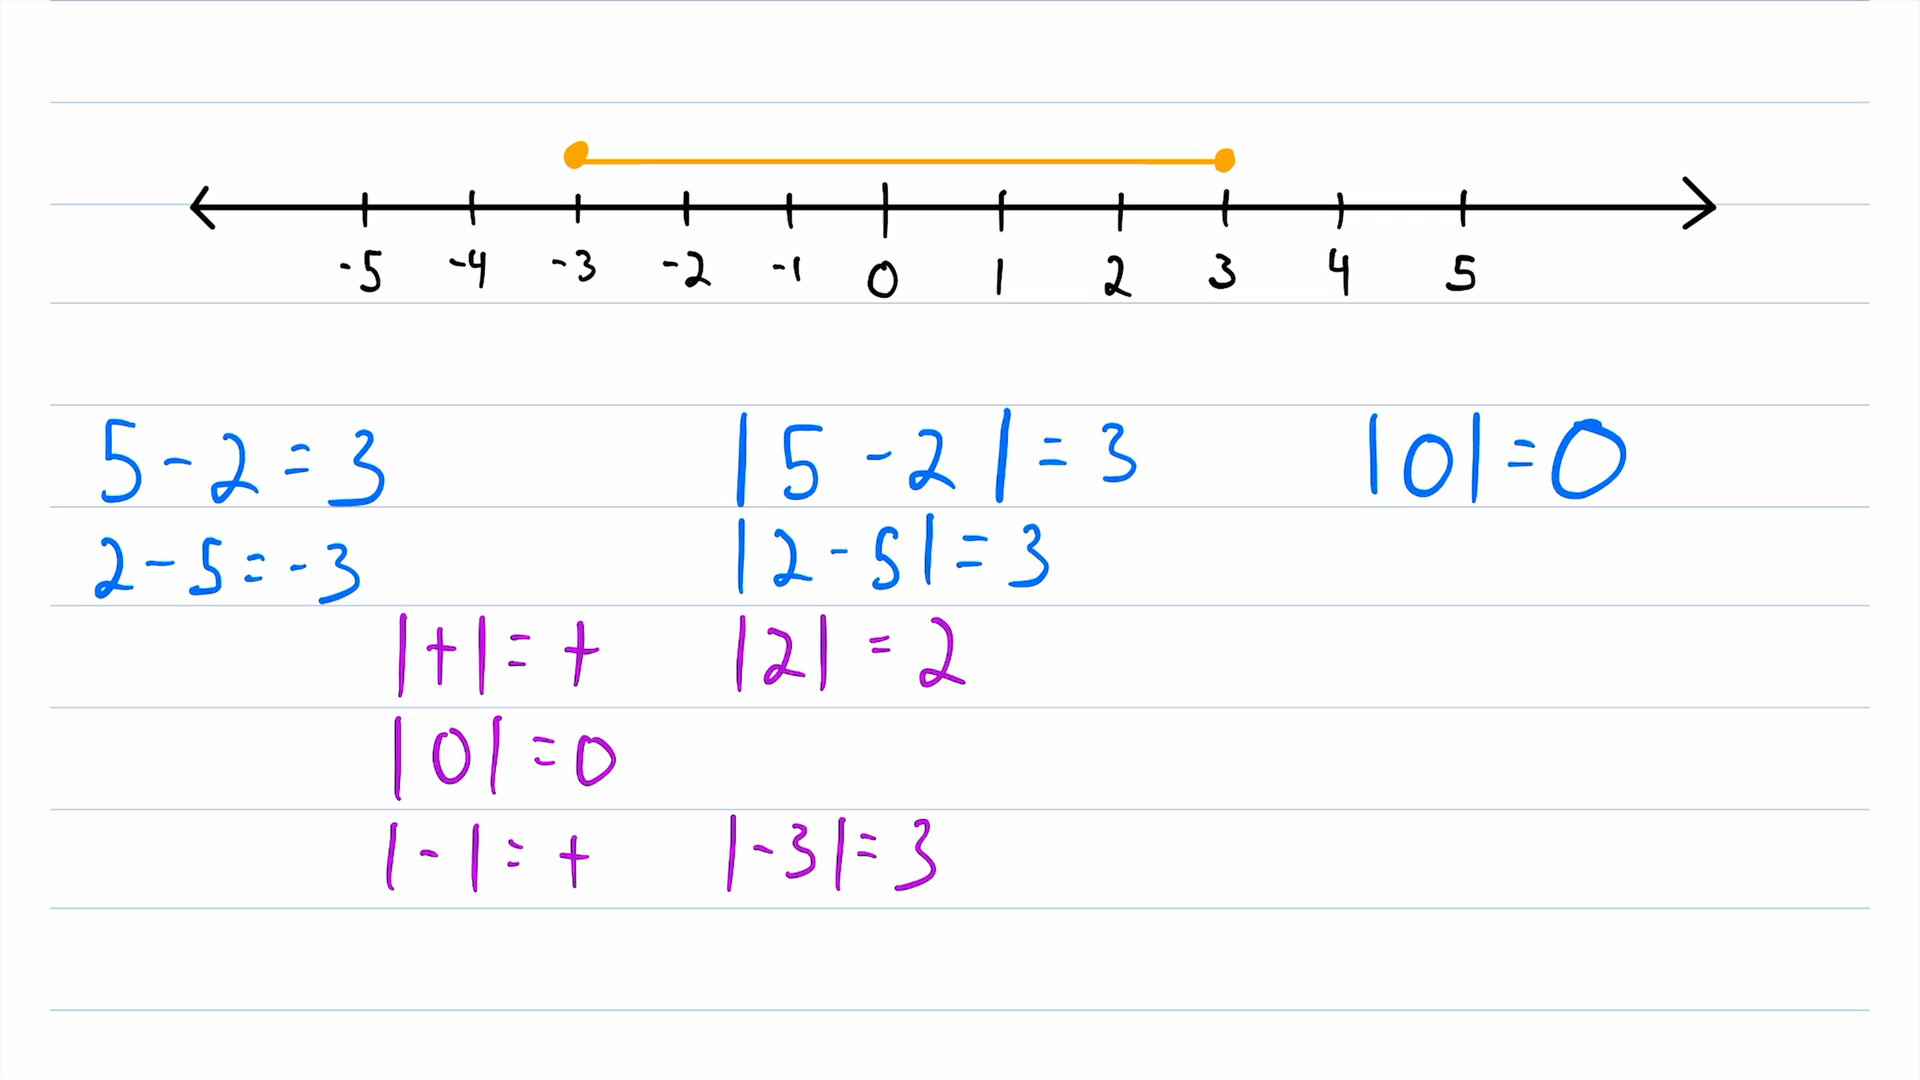 -5 -4 -3 -2 -1 0 1 2 3 4 5
5 - 2 = 3 |5 - 2| = 3 |0| = 0
2 - 5 = -3 |2 - 5| = 3
|+| = + |2| = 2
|0| = 0
|-| = + |-3| = 3